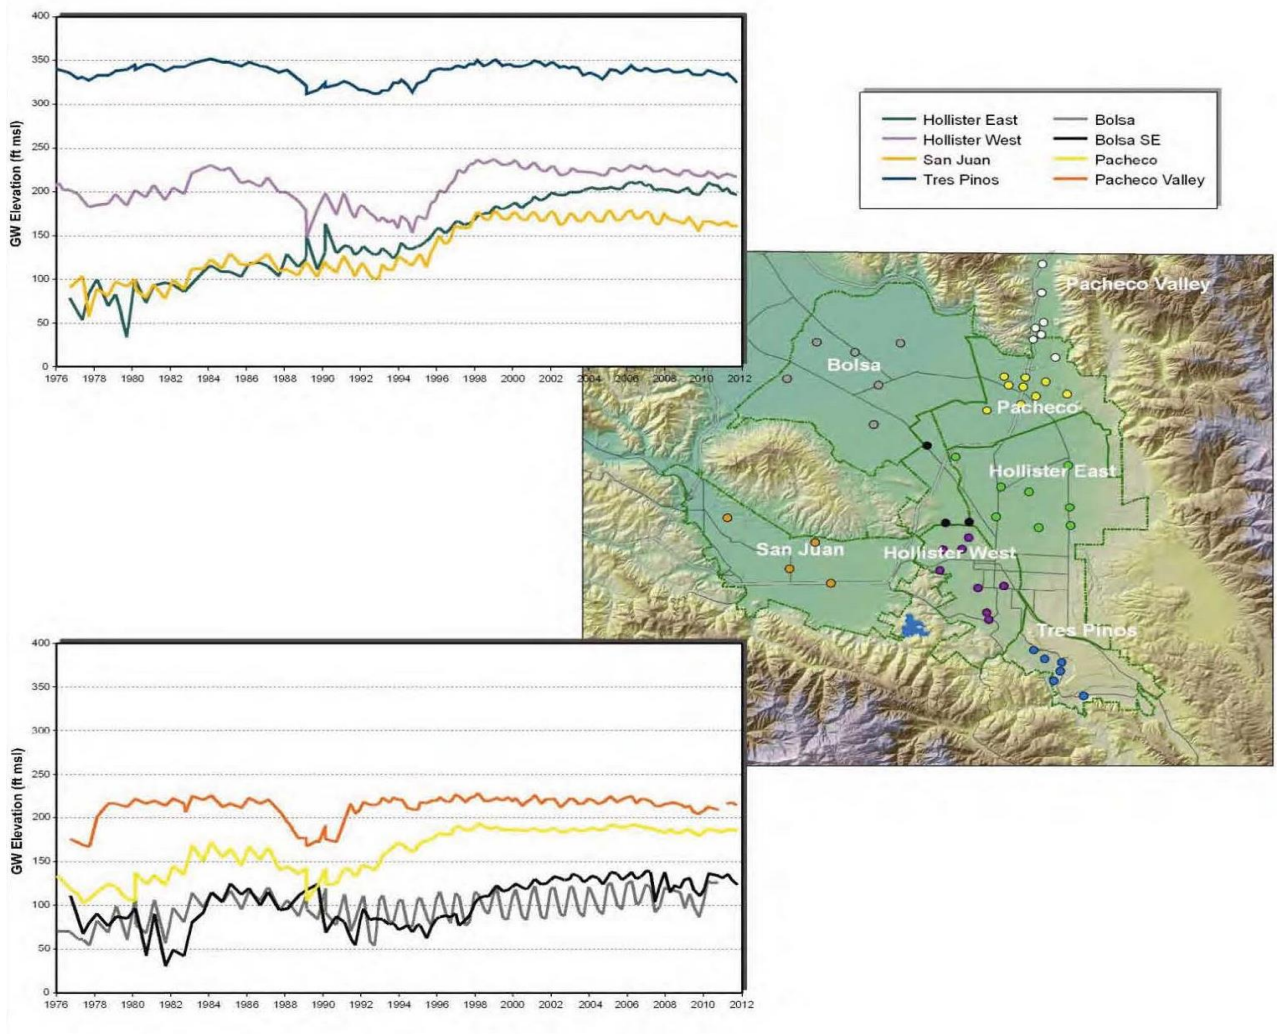 400
350
300
250
200
150
100
50
0
GW Elevation (ft msl)
1976 1978 1980 1982 1984 1986 1988 1990 1992 1994 1996 1998 2000 2002 2004 2006 2008 2010 2012
Hollister East
Hollister West
San Juan
Tres Pinos
Bolsa
Bolsa SE
Pacheco
Pacheco Valley
Pacheco Valley
Bolsa
Pacheco
Hollister East
San Juan
Hollister West
Tres Pinos
400
350
300
250
200
150
100
50
0
GW Elevation (ft msl)
1976 1978 1980 1982 1984 1986 1988 1990 1992 1994 1996 1998 2000 2002 2004 2006 2008 2010 2012